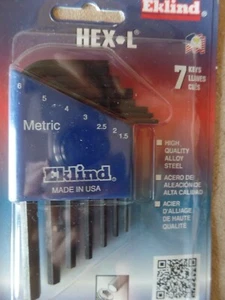 Eklind
HEX•L
7
KEYS
LLAVES
CLÉS
6
5
4
3
2.5
2
1.5
Metric
Eklind
MADE IN USA
HIGH
QUALITY
ALLOY
STEEL
ACERO DE
ALEACIÓN DE
ALTA CALIDAD
ACIER
D'ALLIAGE
DE HAUTE
QUALITÉ